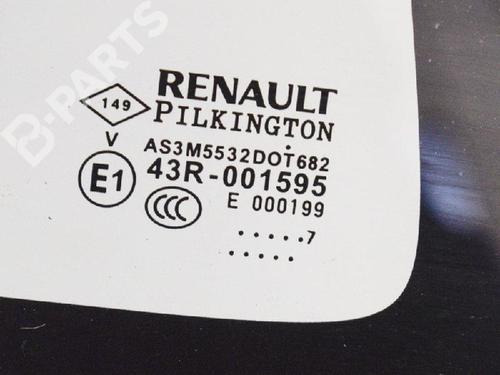 B-PARTS
RENAULT
149
PILKINGTON
V
AS3M5532DOT682
E1
43R-001595
CCC
E 000199
.....7
.....